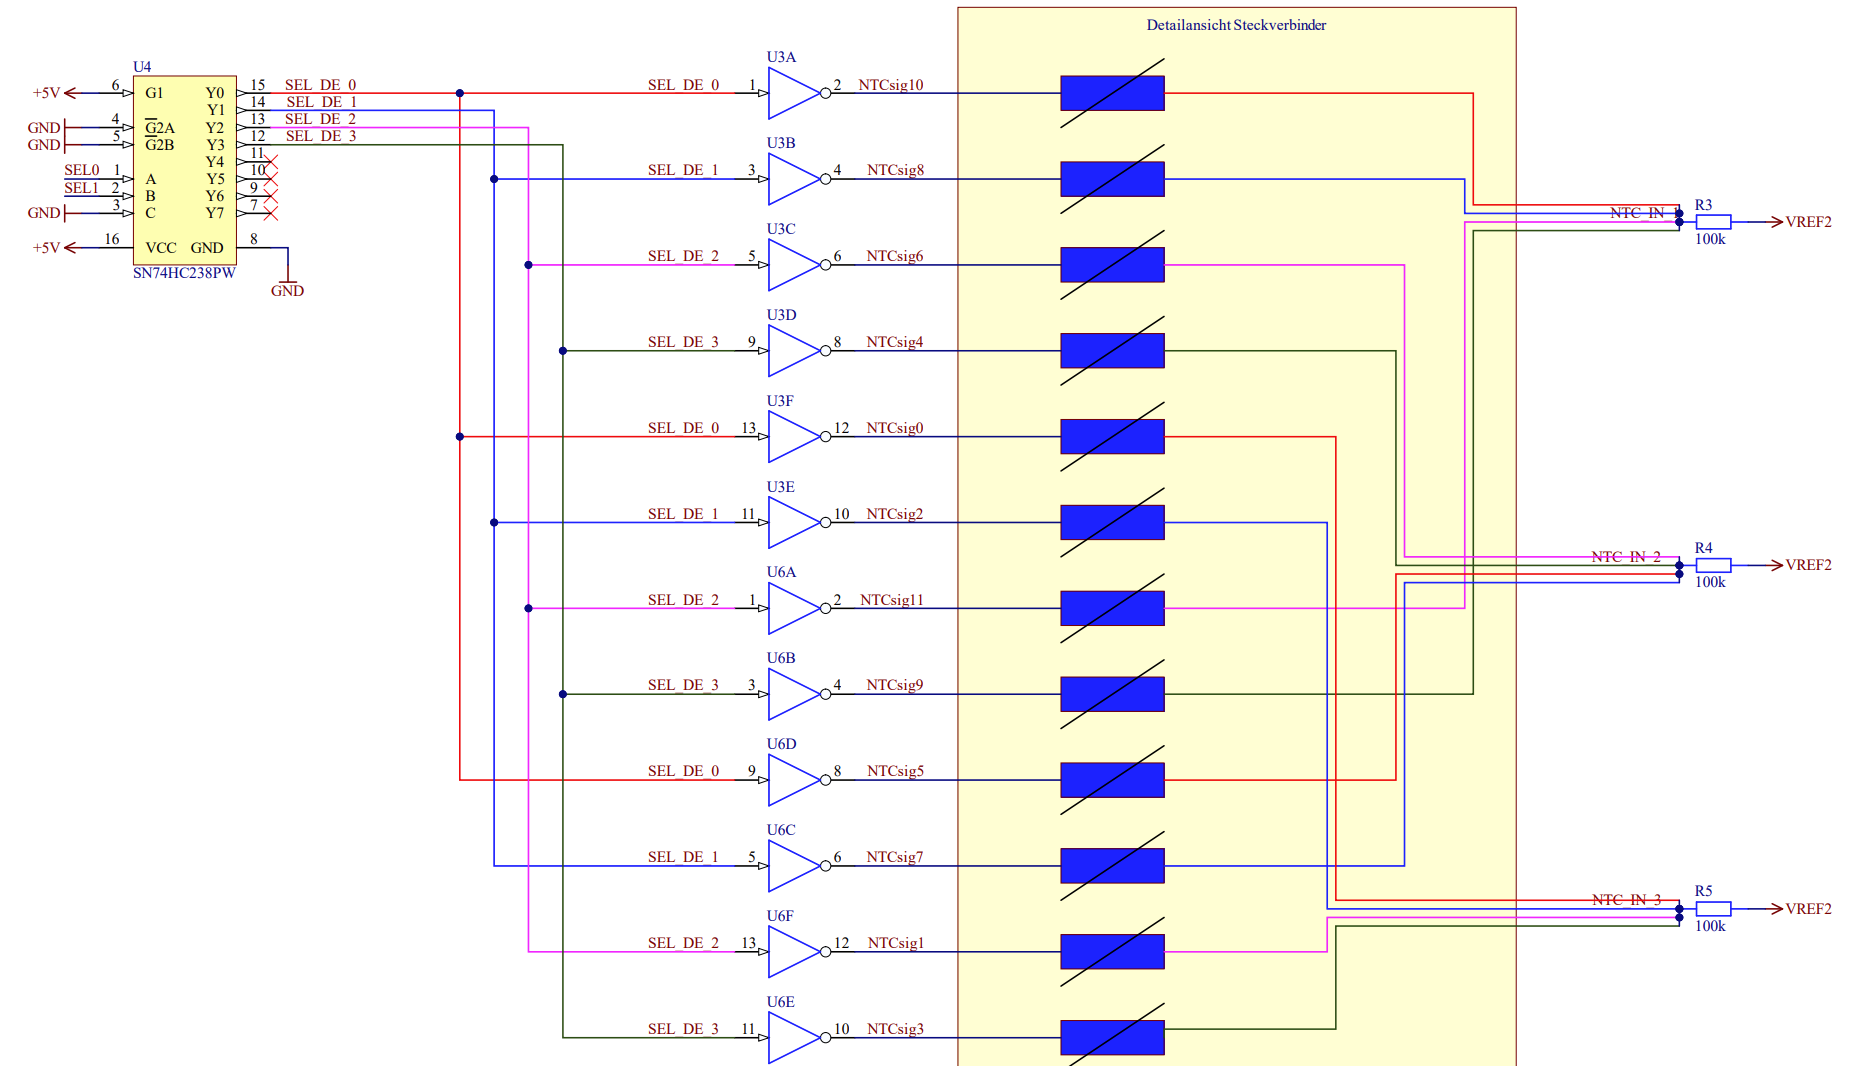 Detailansicht Steckverbinder
U4
+5V 6 G1 Y0 15 SEL_DE_0
Y1 14 SEL_DE_1
GND 4 G2A Y2 13 SEL_DE_2
GND 5 G2B Y3 12 SEL_DE_3
Y4 11
SEL0 1 A Y5 10
SEL1 2 B Y6 9
GND 3 C Y7 7
+5V 16 VCC GND 8
SN74HC238PW
GND
U3A
SEL_DE_0 1 2 NTCsig10
U3B
SEL_DE_1 3 4 NTCsig8
U3C
SEL_DE_2 5 6 NTCsig6
U3D
SEL_DE_3 9 8 NTCsig4
U3F
SEL_DE_0 13 12 NTCsig0
U3E
SEL_DE_1 11 10 NTCsig2
U6A
SEL_DE_2 1 2 NTCsig11
U6B
SEL_DE_3 3 4 NTCsig9
U6D
SEL_DE_0 9 8 NTCsig5
U6C
SEL_DE_1 5 6 NTCsig7
U6F
SEL_DE_2 13 12 NTCsig1
U6E
SEL_DE_3 11 10 NTCsig3
R3
NTC_IN_1 VREF2
100k
R4
NTC_IN_2 VREF2
100k
R5
NTC_IN_3 VREF2
100k